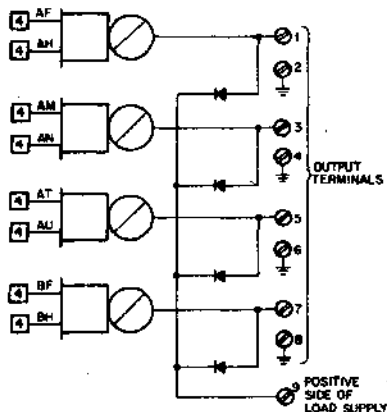 4 AF
4 AH
1
2
4 AM
4 AN
3
4
OUTPUT
TERMINALS
4 AT
4 AU
5
6
4 BF
4 BH
7
8
9 POSITIVE
SIDE OF
LOAD SUPPLY